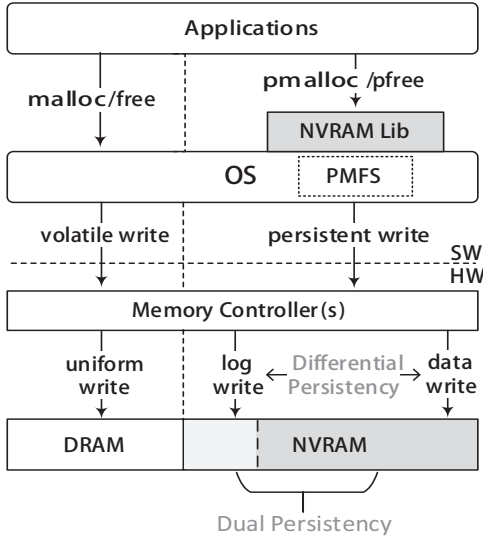 Applications
malloc/free
pmalloc /pfree
NVRAM Lib
OS
PMFS
volatile write
persistent write
SW
HW
Memory Controller(s)
uniform
write
log
write
Differential
Persistency
data
write
DRAM
NVRAM
Dual Persistency